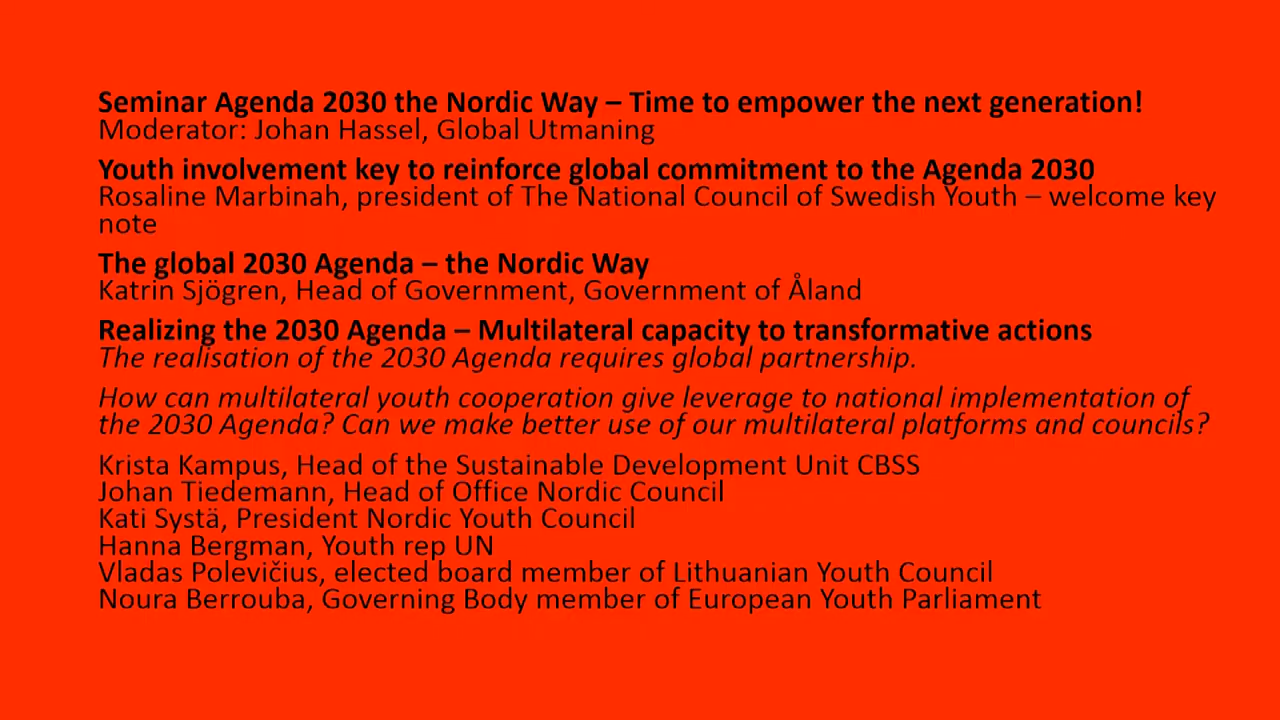 Seminar Agenda 2030 the Nordic Way – Time to empower the next generation!
Moderator: Johan Hassel, Global Utmaning
Youth involvement key to reinforce global commitment to the Agenda 2030
Rosaline Marbinah, president of The National Council of Swedish Youth – welcome key
note
The global 2030 Agenda – the Nordic Way
Katrin Sjögren, Head of Government, Government of Åland
Realizing the 2030 Agenda – Multilateral capacity to transformative actions
The realisation of the 2030 Agenda requires global partnership.
How can multilateral youth cooperation give leverage to national implementation of
the 2030 Agenda? Can we make better use of our multilateral platforms and councils?
Krista Kampus, Head of the Sustainable Development Unit CBSS
Johan Tiedemann, Head of Office Nordic Council
Kati Systä, President Nordic Youth Council
Hanna Bergman, Youth rep UN
Vladas Polevičius, elected board member of Lithuanian Youth Council
Noura Berrouba, Governing Body member of European Youth Parliament